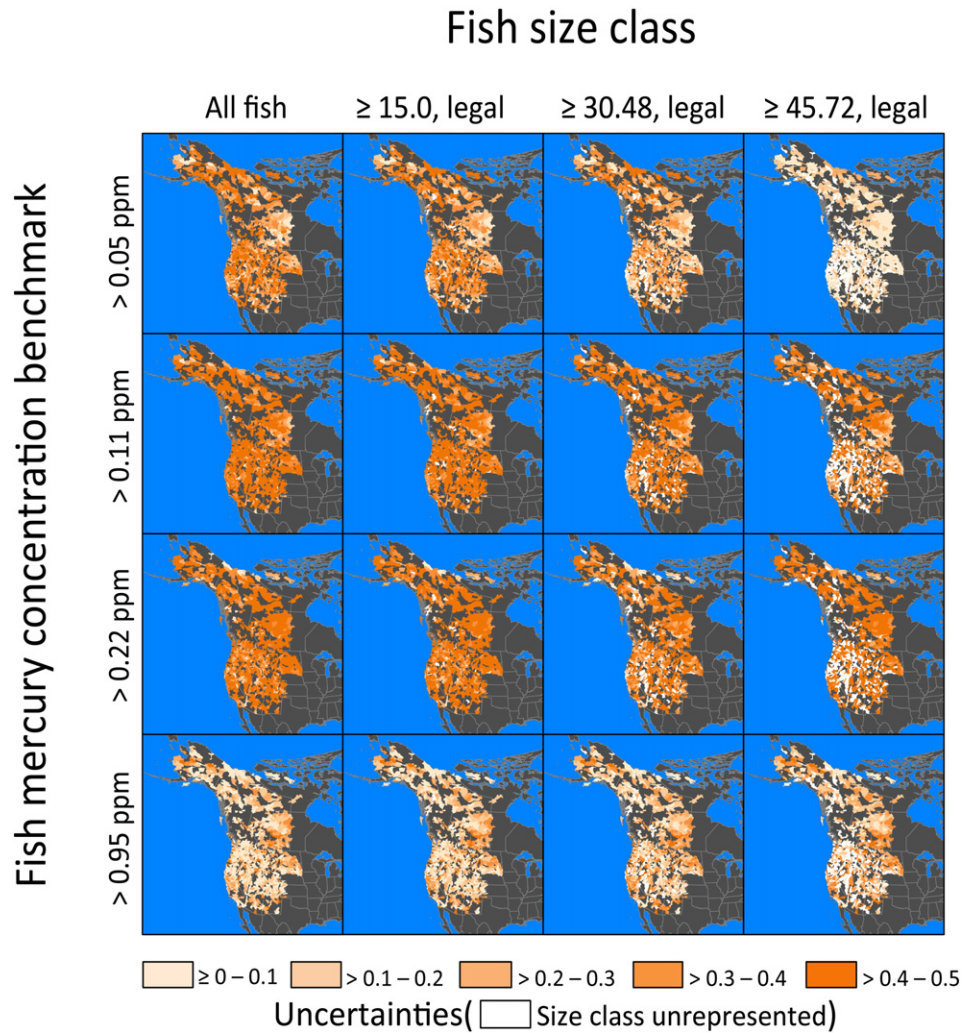 Fish size class
All fish
≥ 15.0, legal
≥ 30.48, legal
≥ 45.72, legal
Fish mercury concentration benchmark
> 0.05 ppm
> 0.11 ppm
> 0.22 ppm
> 0.95 ppm
≥ 0 – 0.1
> 0.1 – 0.2
> 0.2 – 0.3
> 0.3 – 0.4
> 0.4 – 0.5
Uncertainties( Size class unrepresented)